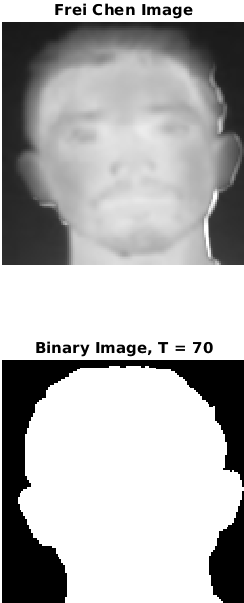 Frei Chen Image
Binary Image, T = 70